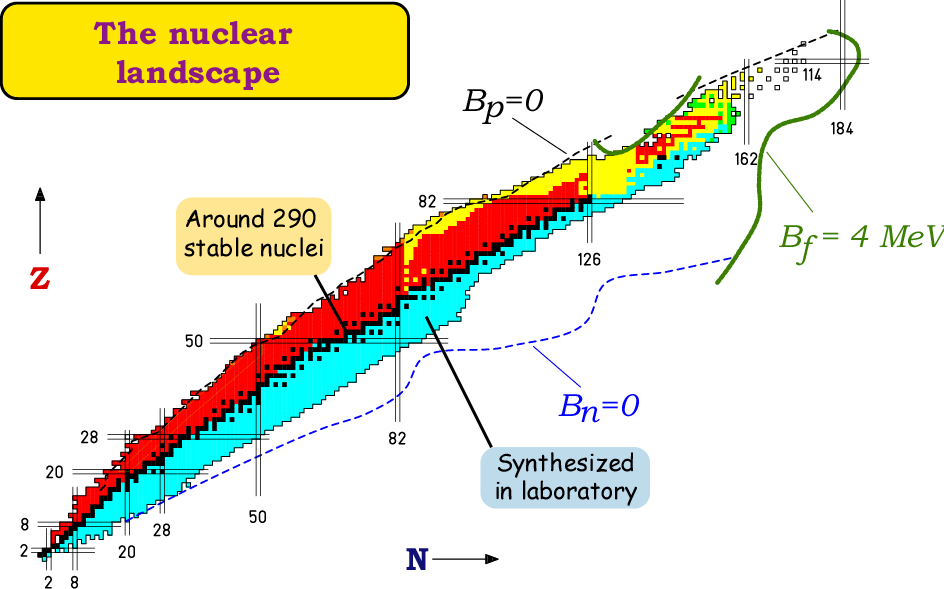 The nuclear
landscape
Bp=0
114
184
162
82
Around 290
stable nuclei
Bf = 4 MeV
126
Z
50
Bn=0
28
82
20
Synthesized
in laboratory
50
8
28
2
20
N
2
8